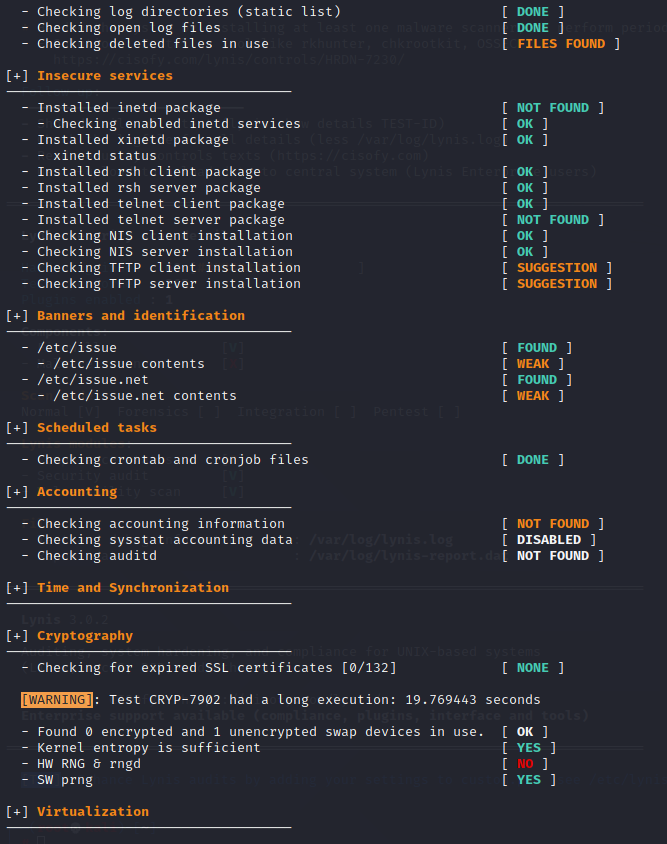 - Checking log directories (static list) [ DONE ]
- Checking open log files [ DONE ]
- Checking deleted files in use [ FILES FOUND ]
[+] Insecure services
- Installed inetd package [ NOT FOUND ]
- Checking enabled inetd services [ OK ]
- Installed xinetd package [ OK ]
- xinetd status
- Installed rsh client package [ OK ]
- Installed rsh server package [ OK ]
- Installed telnet client package [ OK ]
- Installed telnet server package [ NOT FOUND ]
- Checking NIS client installation [ OK ]
- Checking NIS server installation [ OK ]
- Checking TFTP client installation [ SUGGESTION ]
- Checking TFTP server installation [ SUGGESTION ]
[+] Banners and identification
- /etc/issue [ FOUND ]
- /etc/issue contents [ WEAK ]
- /etc/issue.net [ FOUND ]
- /etc/issue.net contents [ WEAK ]
[+] Scheduled tasks
- Checking crontab and cronjob files [ DONE ]
[+] Accounting
- Checking accounting information [ NOT FOUND ]
- Checking sysstat accounting data [ DISABLED ]
- Checking auditd [ NOT FOUND ]
[+] Time and Synchronization
[+] Cryptography
- Checking for expired SSL certificates [0/132] [ NONE ]
[WARNING]: Test CRYP-7902 had a long execution: 19.769443 seconds
- Found 0 encrypted and 1 unencrypted swap devices in use. [ OK ]
- Kernel entropy is sufficient [ YES ]
- HW RNG & rngd [ NO ]
- SW prng [ YES ]
[+] Virtualization